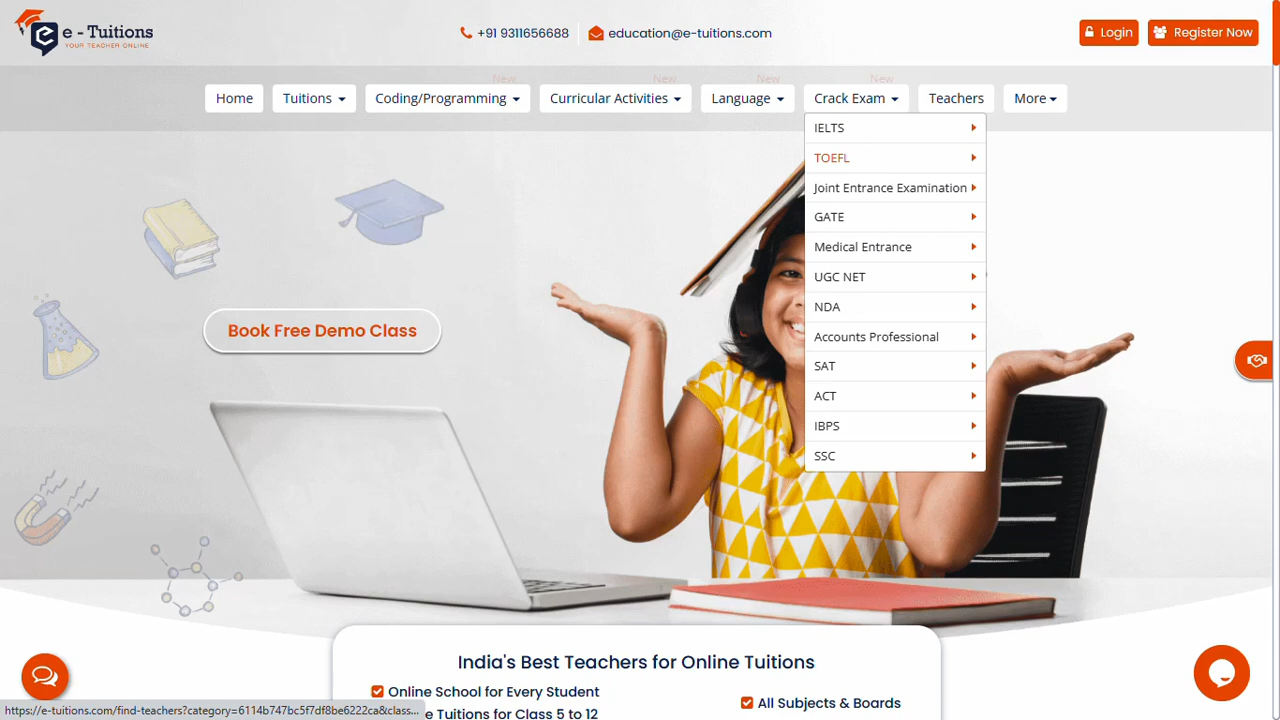 e - Tuitions
YOUR TEACHER ONLINE
+91 9311656688
education@e-tuitions.com
Login
Register Now
New
New
New
New
Home
Tuitions
Coding/Programming
Curricular Activities
Language
Crack Exam
Teachers
More
IELTS
TOEFL
Joint Entrance Examination
GATE
Medical Entrance
UGC NET
NDA
Accounts Professional
SAT
ACT
IBPS
SSC
Book Free Demo Class
India's Best Teachers for Online Tuitions
Online School for Every Student
All Subjects & Boards
e Tuitions for Class 5 to 12
https://e-tuitions.com/find-teachers?category=6114b747bc5f7df8be6222ca&class...